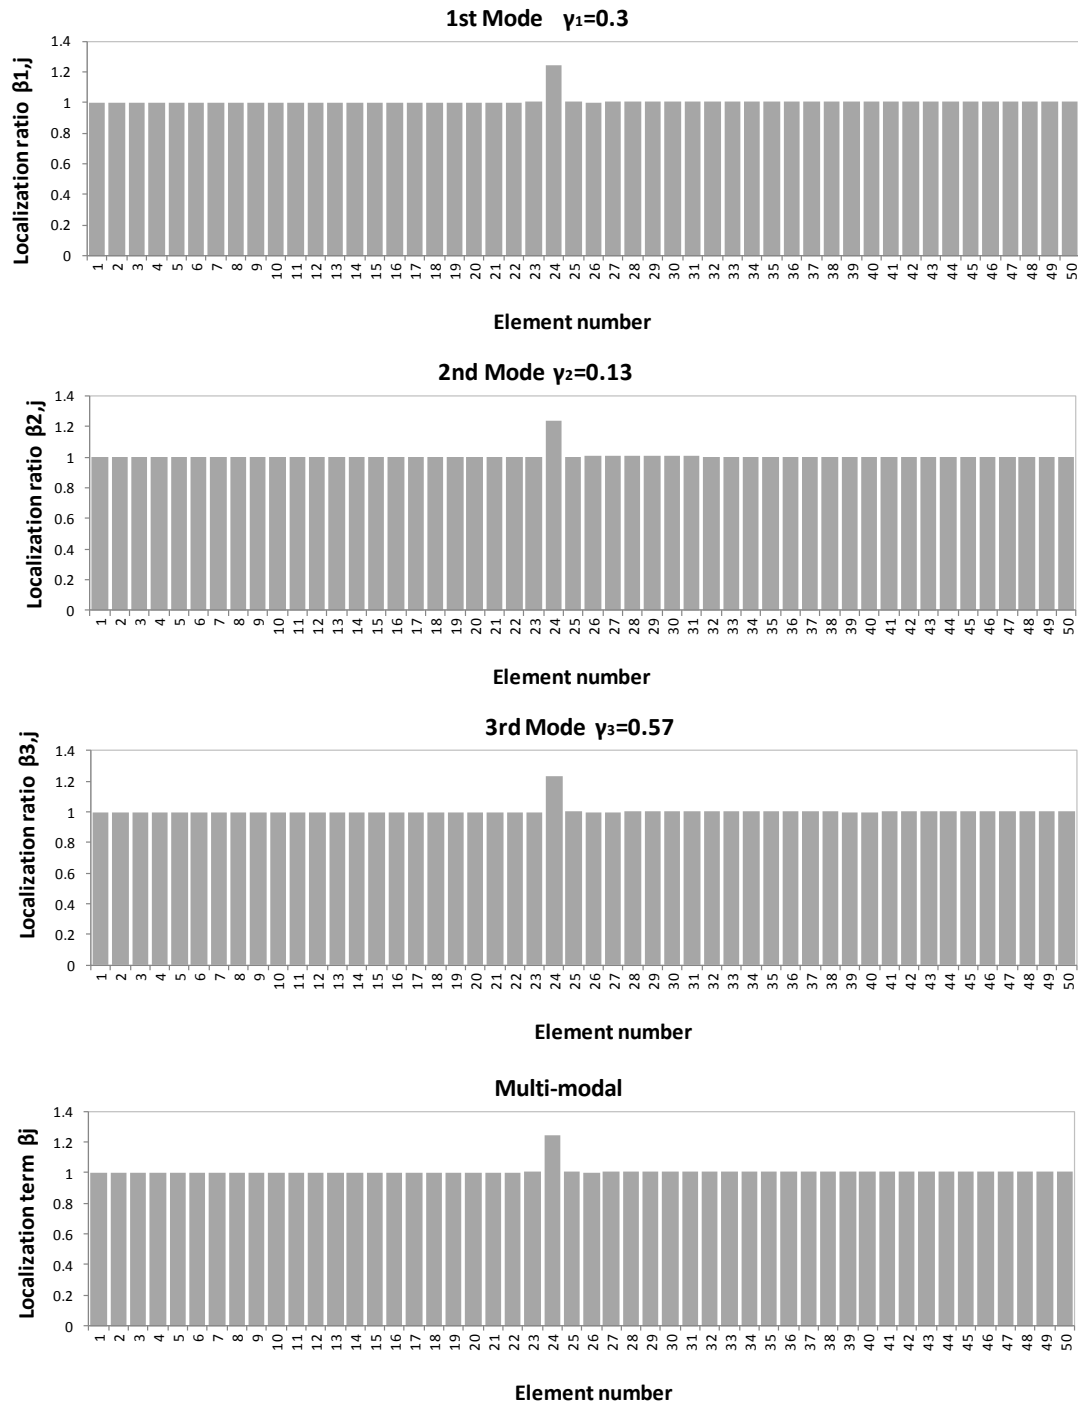 1st Mode γ1=0.3
Localization ratio β1,j
1.4
1.2
1
0.8
0.6
0.4
0.2
0
1 2 3 4 5 6 7 8 9 10 11 12 13 14 15 16 17 18 19 20 21 22 23 24 25 26 27 28 29 30 31 32 33 34 35 36 37 38 39 40 41 42 43 44 45 46 47 48 49 50
Element number
2nd Mode γ2=0.13
Localization ratio β2,j
1.4
1.2
1
0.8
0.6
0.4
0.2
0
1 2 3 4 5 6 7 8 9 10 11 12 13 14 15 16 17 18 19 20 21 22 23 24 25 26 27 28 29 30 31 32 33 34 35 36 37 38 39 40 41 42 43 44 45 46 47 48 49 50
Element number
3rd Mode γ3=0.57
Localization ratio β3,j
1.4
1.2
1
0.8
0.6
0.4
0.2
0
1 2 3 4 5 6 7 8 9 10 11 12 13 14 15 16 17 18 19 20 21 22 23 24 25 26 27 28 29 30 31 32 33 34 35 36 37 38 39 40 41 42 43 44 45 46 47 48 49 50
Element number
Multi-modal
Localization term βj
1.4
1.2
1
0.8
0.6
0.4
0.2
0
1 2 3 4 5 6 7 8 9 10 11 12 13 14 15 16 17 18 19 20 21 22 23 24 25 26 27 28 29 30 31 32 33 34 35 36 37 38 39 40 41 42 43 44 45 46 47 48 49 50
Element number